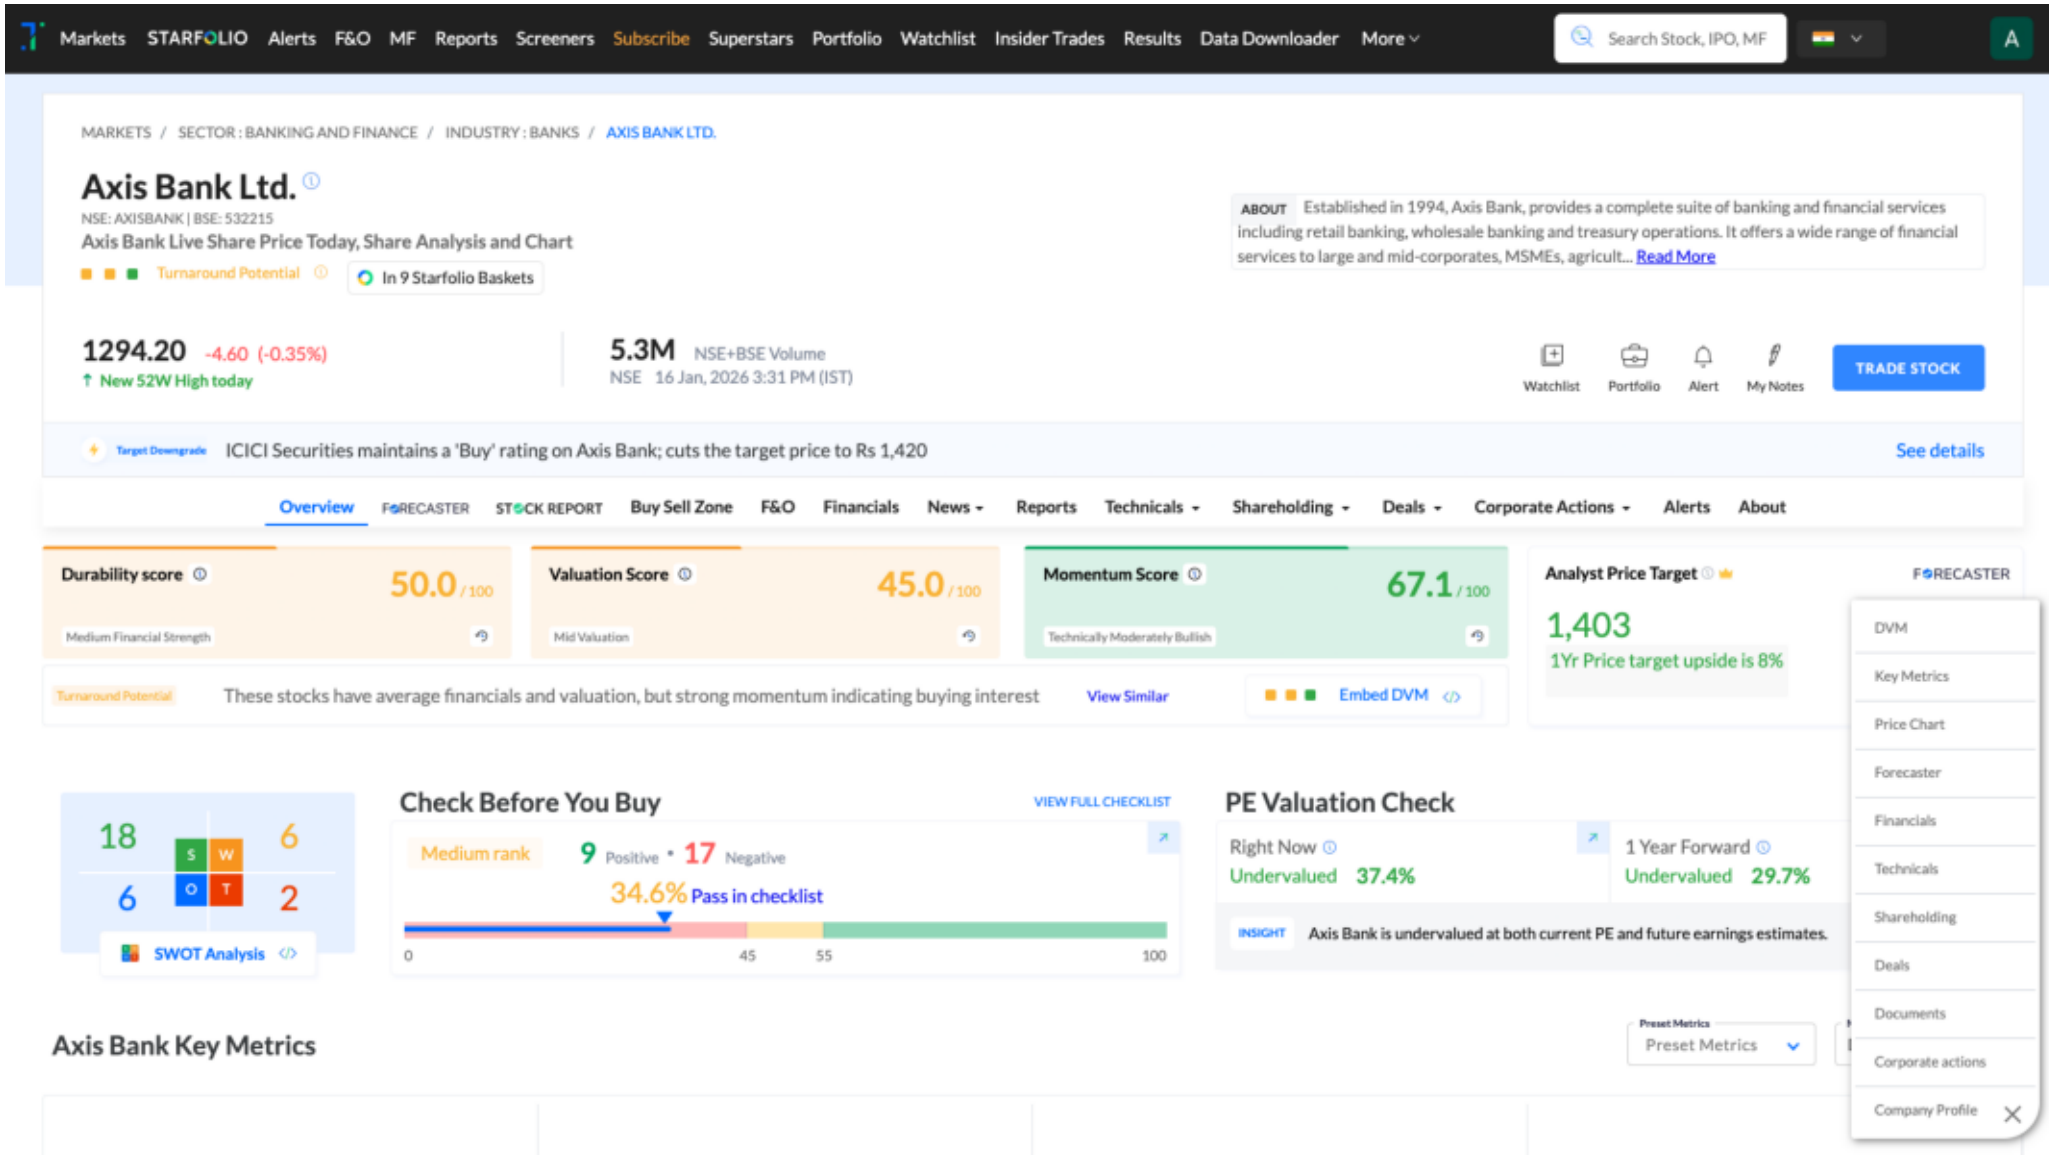 Markets STARFOLIO Alerts F&O MF Reports Screeners Subscribe Superstars Portfolio Watchlist Insider Trades Results Data Downloader More Search Stock, IPO, MF A
MARKETS / SECTOR : BANKING AND FINANCE / INDUSTRY : BANKS / AXIS BANK LTD.
Axis Bank Ltd.
NSE: AXISBANK | BSE: 532215
Axis Bank Live Share Price Today, Share Analysis and Chart
Turnaround Potential In 9 Starfolio Baskets
ABOUT Established in 1994, Axis Bank, provides a complete suite of banking and financial services
including retail banking, wholesale banking and treasury operations. It offers a wide range of financial
services to large and mid-corporates, MSMEs, agricult... Read More
1294.20 -4.60 (-0.35%)
↑ New 52W High today
5.3M NSE+BSE Volume
NSE 16 Jan, 2026 3:31 PM (IST)
Watchlist Portfolio Alert My Notes TRADE STOCK
Target Downgrade ICICI Securities maintains a 'Buy' rating on Axis Bank; cuts the target price to Rs 1,420 See details
Overview FORECASTER STOCK REPORT Buy Sell Zone F&O Financials News Reports Technicals Shareholding Deals Corporate Actions Alerts About
Durability score 50.0 / 100
Medium Financial Strength
Valuation Score 45.0 / 100
Mid Valuation
Momentum Score 67.1 / 100
Technically Moderately Bullish
Analyst Price Target FORECASTER
1,403
1Yr Price target upside is 8%
Turnaround Potential These stocks have average financials and valuation, but strong momentum indicating buying interest View Similar Embed DVM </>
18 S W 6
6 O T 2
SWOT Analysis </>
Check Before You Buy VIEW FULL CHECKLIST
Medium rank 9 Positive • 17 Negative
34.6% Pass in checklist
0 45 55 100
PE Valuation Check
Right Now
Undervalued 37.4%
1 Year Forward
Undervalued 29.7%
INSIGHT Axis Bank is undervalued at both current PE and future earnings estimates.
Axis Bank Key Metrics
Preset Metrics
Preset Metrics
DVM
Key Metrics
Price Chart
Forecaster
Financials
Technicals
Shareholding
Deals
Documents
Corporate actions
Company Profile